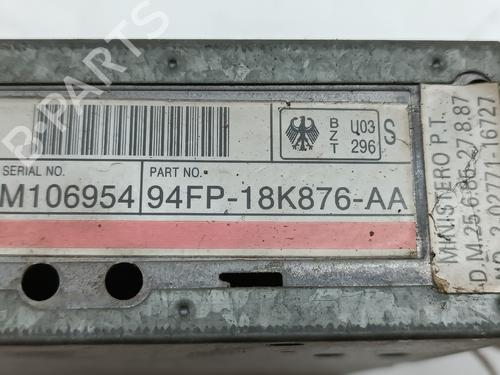 B
Z
T
U03
296
S
SERIAL NO.
PART NO.
M106954
94FP-18K876-AA
MINISTERO P.T.
D.M.25.6.85-27.8.87
B-PARTS